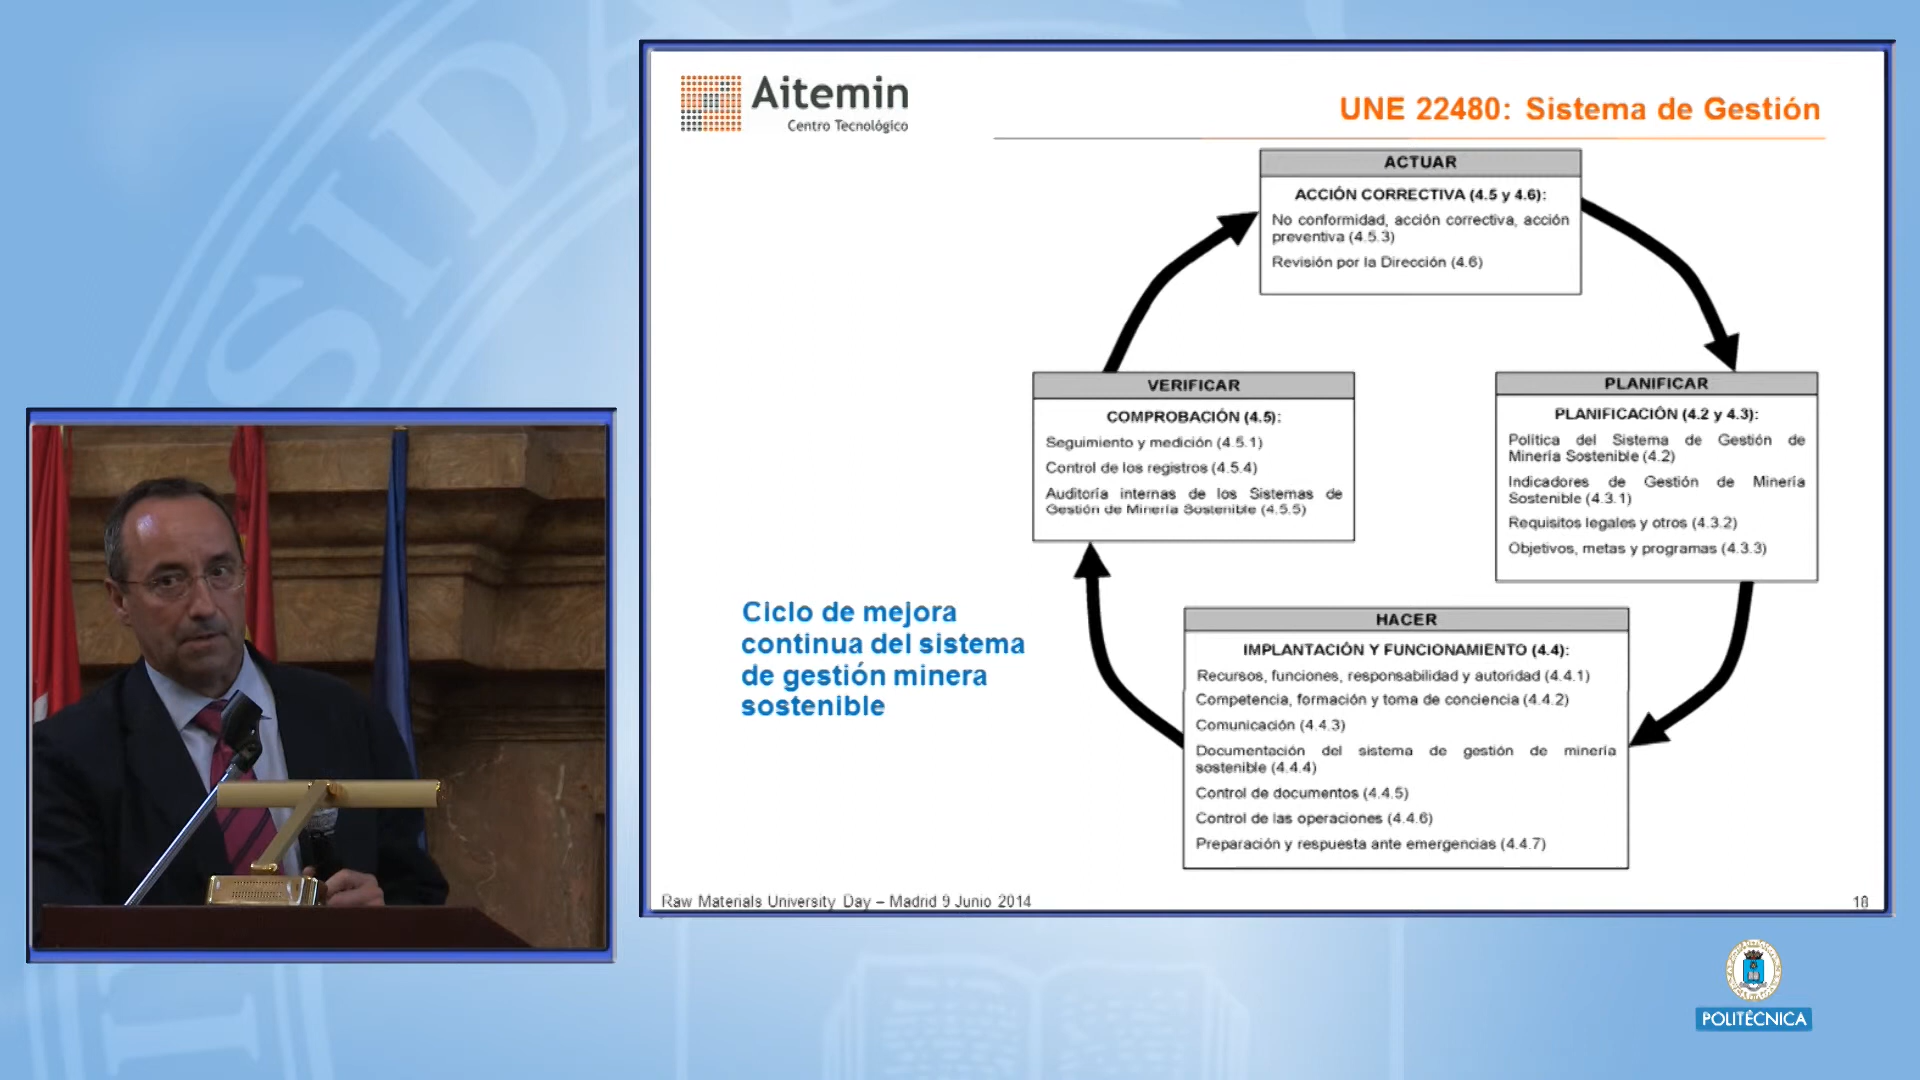 Aitemin
Centro Tecnológico
UNE 22480: Sistema de Gestión
ACTUAR
ACCIÓN CORRECTIVA (4.5 y 4.6):
No conformidad, acción correctiva, acción
preventiva (4.5.3)
Revisión por la Dirección (4.6)
VERIFICAR
COMPROBACIÓN (4.5):
Seguimiento y medición (4.5.1)
Control de los registros (4.5.4)
Auditoría internas de los Sistemas de
Gestión de Minería Sostenible (4.5.5)
PLANIFICAR
PLANIFICACIÓN (4.2 y 4.3):
Política del Sistema de Gestión de
Minería Sostenible (4.2)
Indicadores de Gestión de Minería
Sostenible (4.3.1)
Requisitos legales y otros (4.3.2)
Objetivos, metas y programas (4.3.3)
Ciclo de mejora
continua del sistema
de gestión minera
sostenible
HACER
IMPLANTACIÓN Y FUNCIONAMIENTO (4.4):
Recursos, funciones, responsabilidad y autoridad (4.4.1)
Competencia, formación y toma de conciencia (4.4.2)
Comunicación (4.4.3)
Documentación del sistema de gestión de minería
sostenible (4.4.4)
Control de documentos (4.4.5)
Control de las operaciones (4.4.6)
Preparación y respuesta ante emergencias (4.4.7)
Raw Materials University Day – Madrid 9 Junio 2014
18
POLITÉCNICA